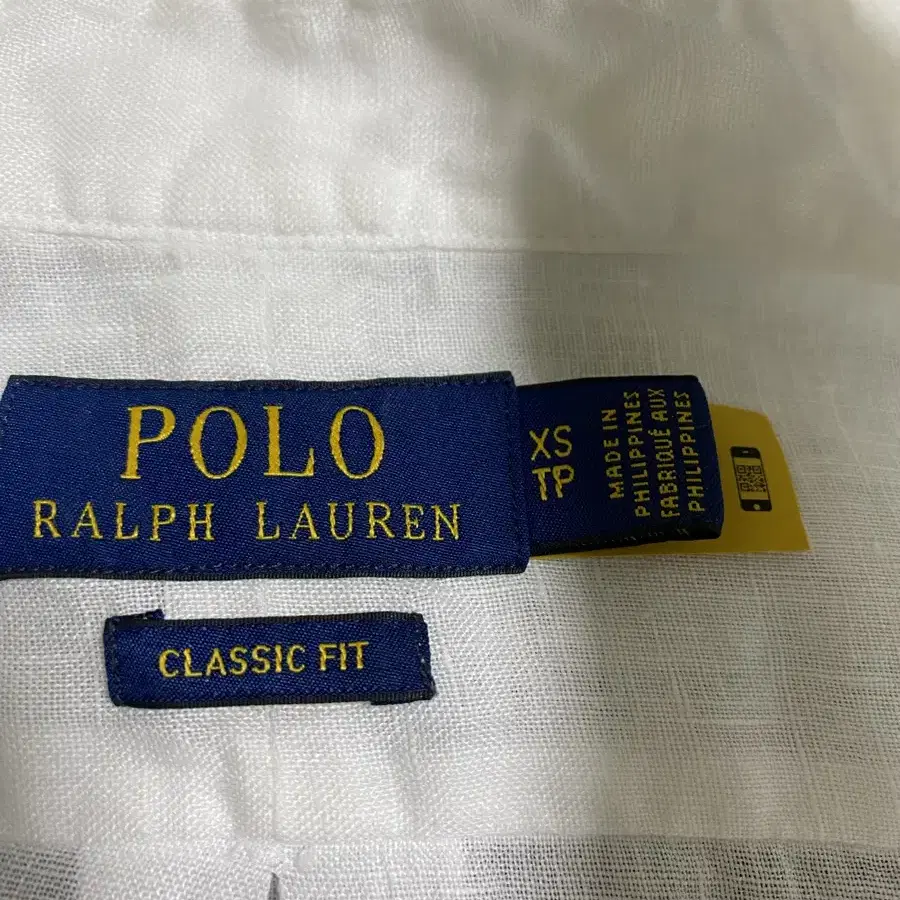 POLO
RALPH LAUREN
XS
TP
MADE IN
PHILIPPINES
FABRIQUÉ AUX
PHILIPPINES
CLASSIC FIT